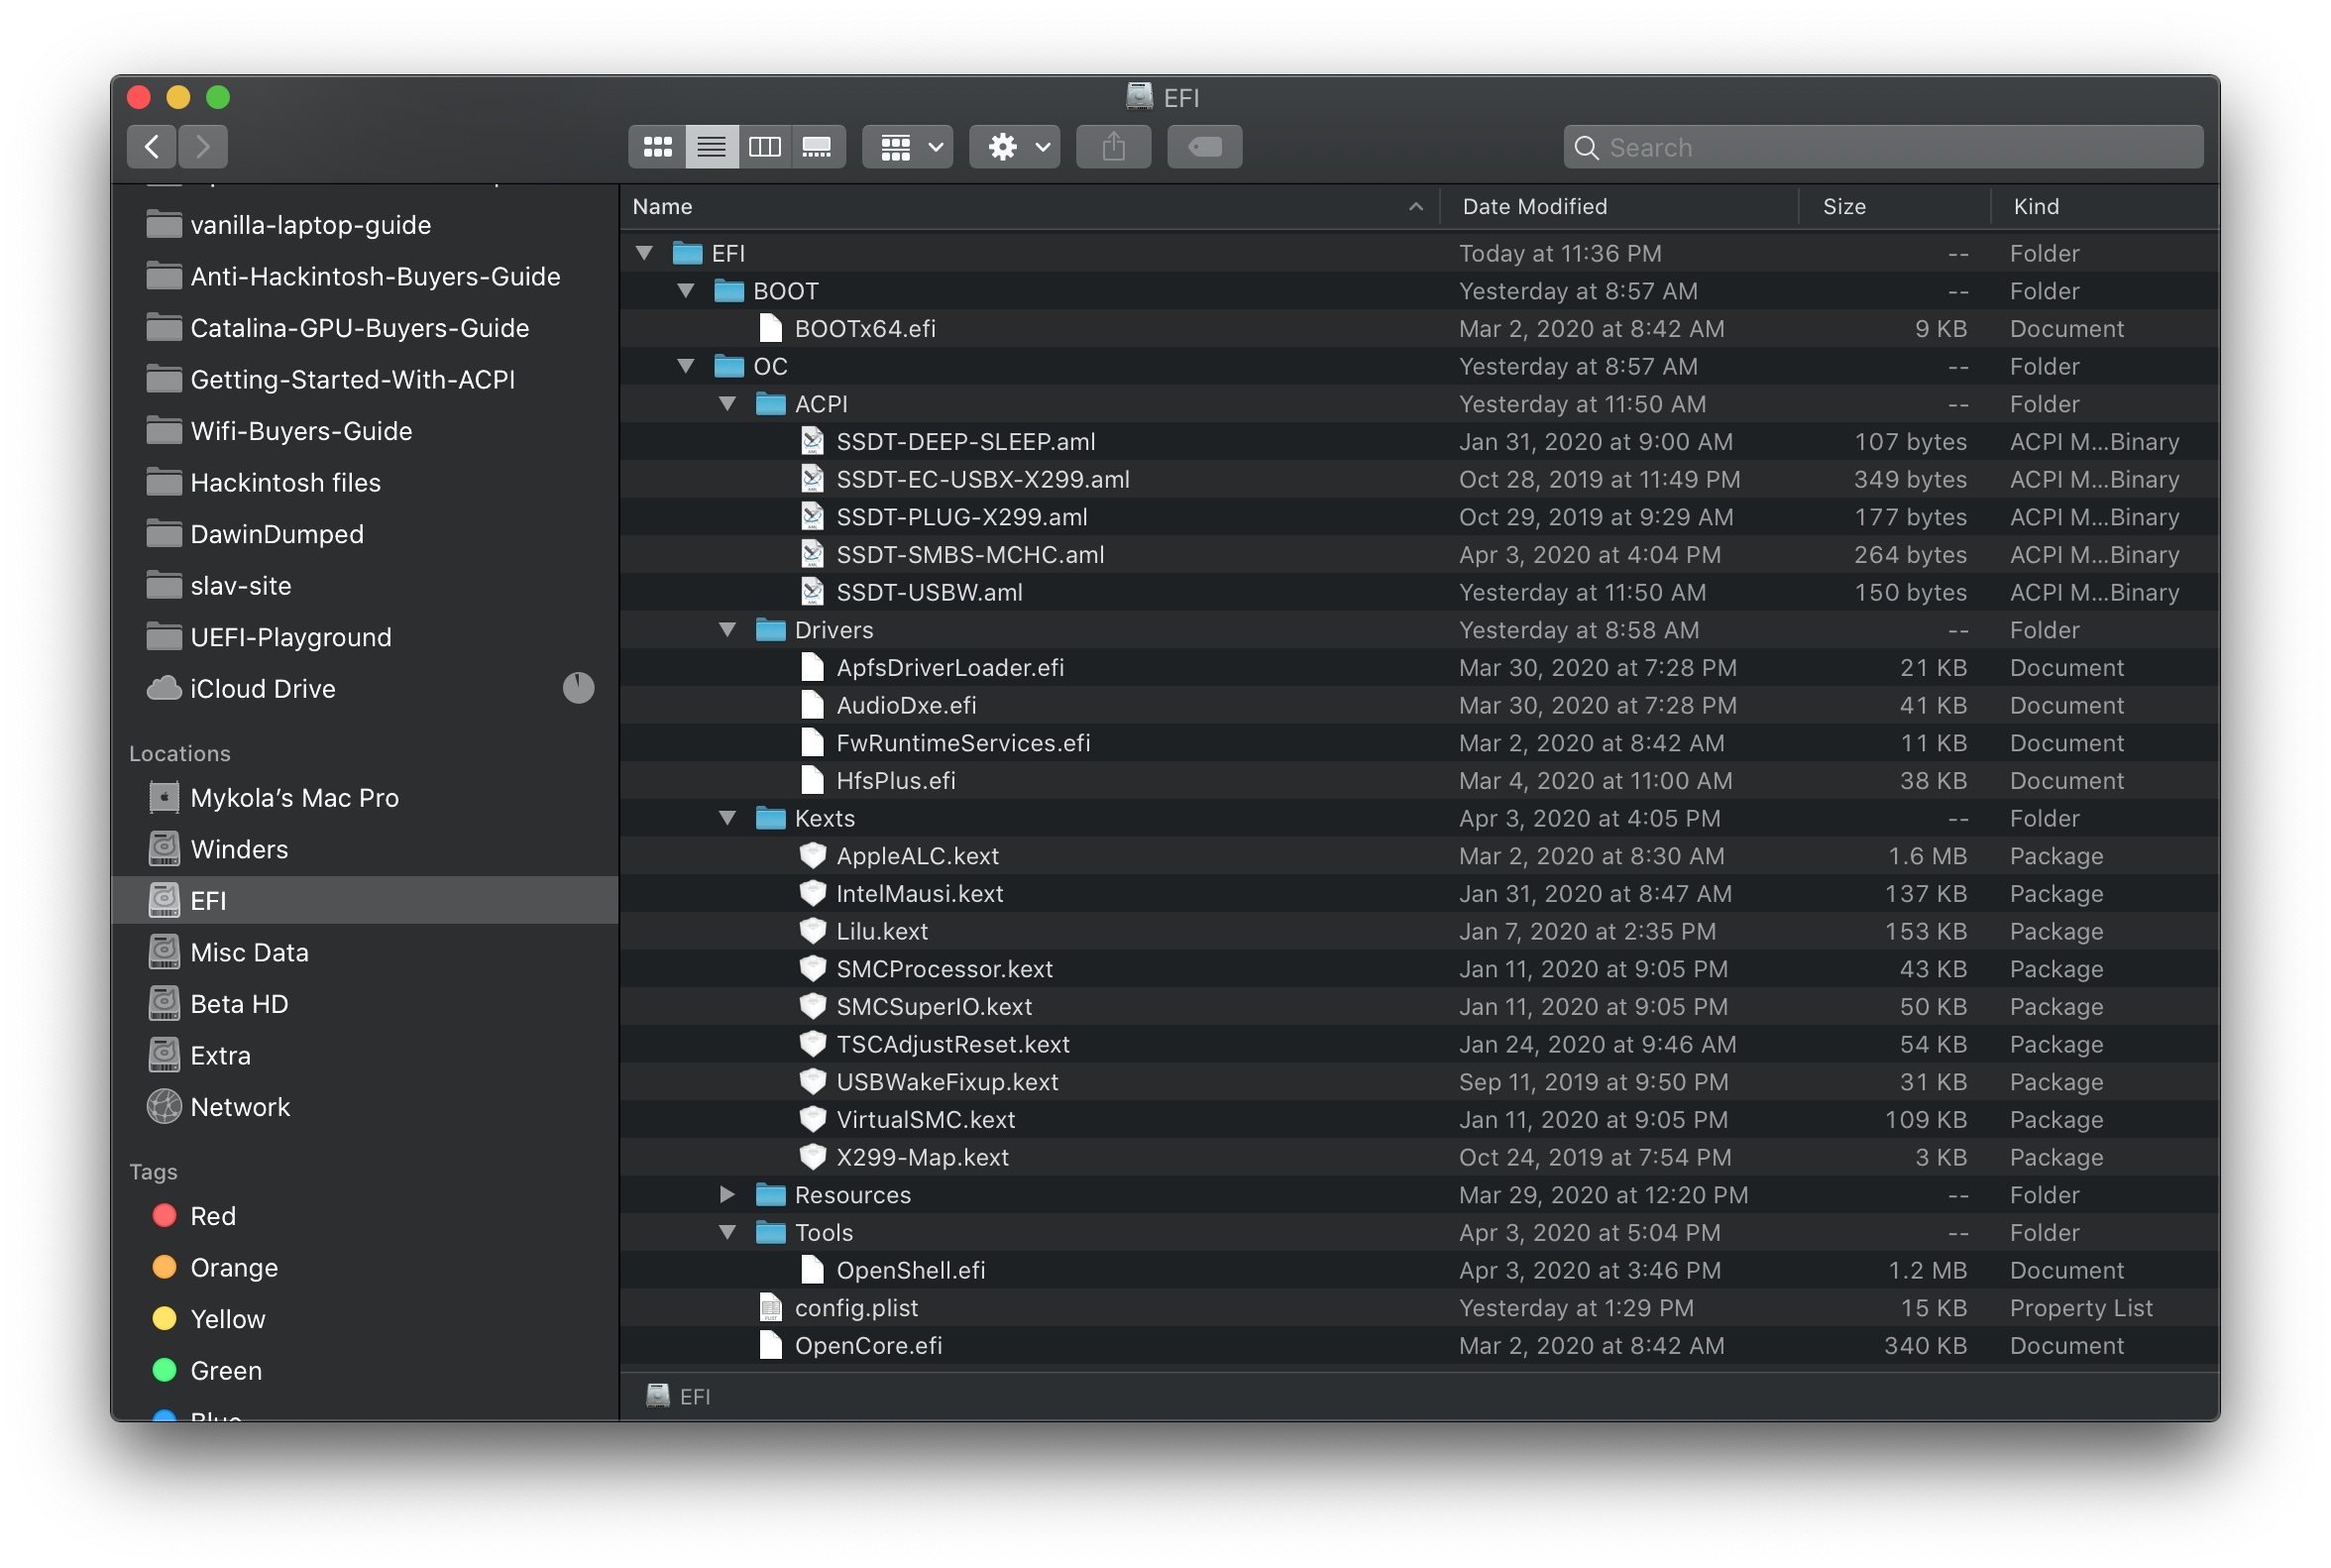 EFI
Search
vanilla-laptop-guide
Anti-Hackintosh-Buyers-Guide
Catalina-GPU-Buyers-Guide
Getting-Started-With-ACPI
Wifi-Buyers-Guide
Hackintosh files
DawinDumped
slav-site
UEFI-Playground
iCloud Drive
Locations
Mykola’s Mac Pro
Winders
EFI
Misc Data
Beta HD
Extra
Network
Tags
Red
Orange
Yellow
Green
Blue
Name Date Modified Size Kind
EFI Today at 11:36 PM -- Folder
BOOT Yesterday at 8:57 AM -- Folder
BOOTx64.efi Mar 2, 2020 at 8:42 AM 9 KB Document
OC Yesterday at 8:57 AM -- Folder
ACPI Yesterday at 11:50 AM -- Folder
SSDT-DEEP-SLEEP.aml Jan 31, 2020 at 9:00 AM 107 bytes ACPI M...Binary
SSDT-EC-USBX-X299.aml Oct 28, 2019 at 11:49 PM 349 bytes ACPI M...Binary
SSDT-PLUG-X299.aml Oct 29, 2019 at 9:29 AM 177 bytes ACPI M...Binary
SSDT-SMBS-MCHC.aml Apr 3, 2020 at 4:04 PM 264 bytes ACPI M...Binary
SSDT-USBW.aml Yesterday at 11:50 AM 150 bytes ACPI M...Binary
Drivers Yesterday at 8:58 AM -- Folder
ApfsDriverLoader.efi Mar 30, 2020 at 7:28 PM 21 KB Document
AudioDxe.efi Mar 30, 2020 at 7:28 PM 41 KB Document
FwRuntimeServices.efi Mar 2, 2020 at 8:42 AM 11 KB Document
HfsPlus.efi Mar 4, 2020 at 11:00 AM 38 KB Document
Kexts Apr 3, 2020 at 4:05 PM -- Folder
AppleALC.kext Mar 2, 2020 at 8:30 AM 1.6 MB Package
IntelMausi.kext Jan 31, 2020 at 8:47 AM 137 KB Package
Lilu.kext Jan 7, 2020 at 2:35 PM 153 KB Package
SMCProcessor.kext Jan 11, 2020 at 9:05 PM 43 KB Package
SMCSuperIO.kext Jan 11, 2020 at 9:05 PM 50 KB Package
TSCAdjustReset.kext Jan 24, 2020 at 9:46 AM 54 KB Package
USBWakeFixup.kext Sep 11, 2019 at 9:50 PM 31 KB Package
VirtualSMC.kext Jan 11, 2020 at 9:05 PM 109 KB Package
X299-Map.kext Oct 24, 2019 at 7:54 PM 3 KB Package
Resources Mar 29, 2020 at 12:20 PM -- Folder
Tools Apr 3, 2020 at 5:04 PM -- Folder
OpenShell.efi Apr 3, 2020 at 3:46 PM 1.2 MB Document
config.plist Yesterday at 1:29 PM 15 KB Property List
OpenCore.efi Mar 2, 2020 at 8:42 AM 340 KB Document
EFI